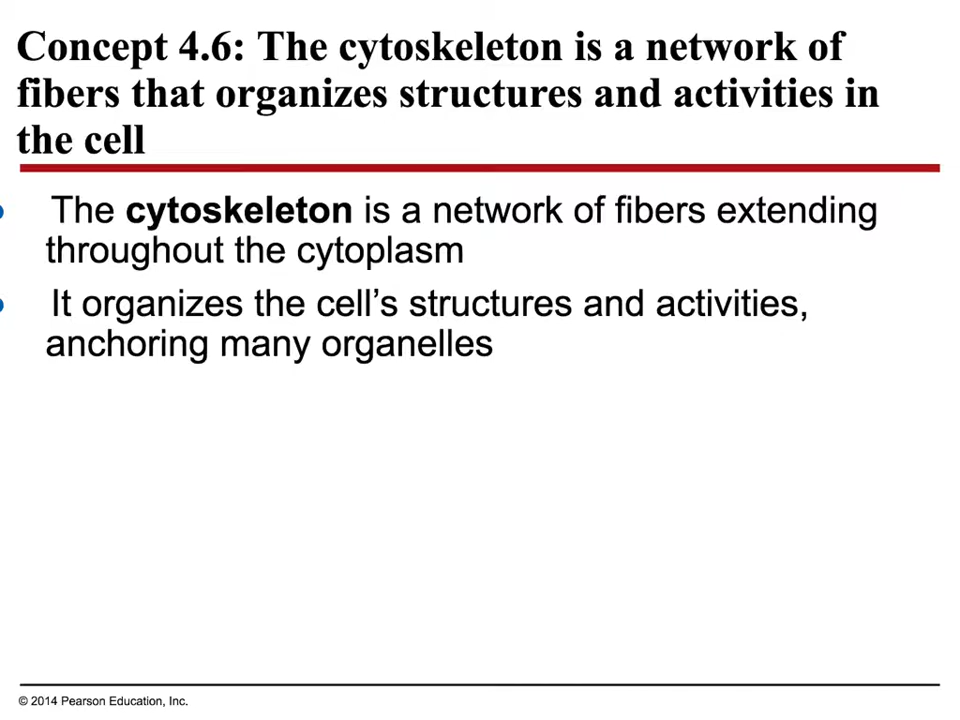 Concept 4.6: The cytoskeleton is a network of
fibers that organizes structures and activities in
the cell
• The cytoskeleton is a network of fibers extending
throughout the cytoplasm
• It organizes the cell’s structures and activities,
anchoring many organelles
© 2014 Pearson Education, Inc.